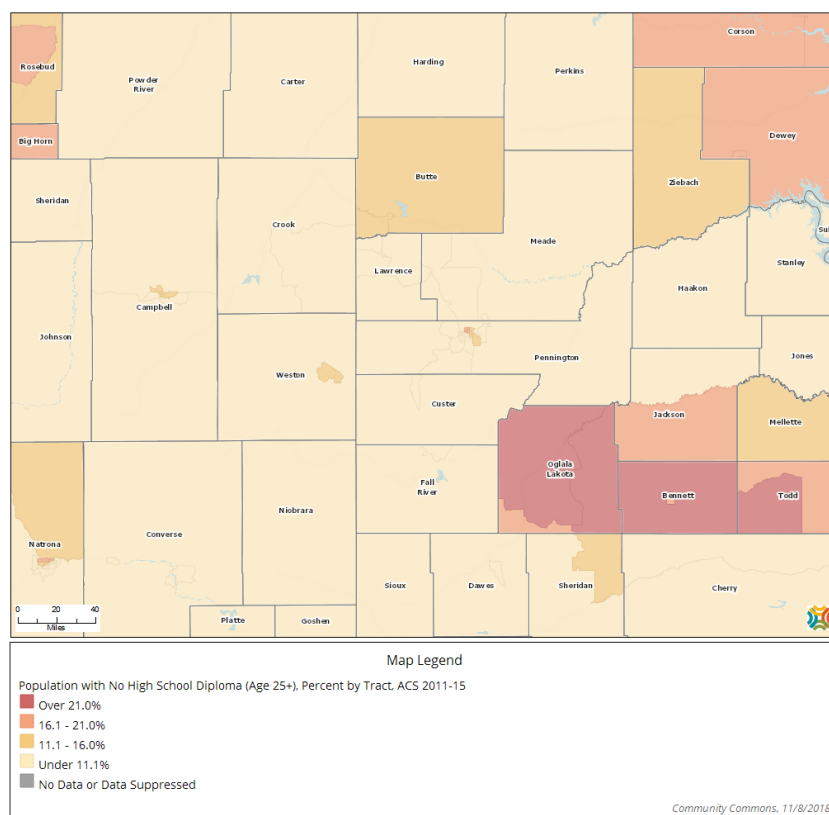 Corson
Harding
Rosebud
Perkins
Powder
River
Carter
Dewey
Big Horn
Butte
Ziebach
Sheridan
Crook
Su
Meade
Stanley
Lawrence
Haakon
Campbell
Johnson
Pennington
Jones
Weston
Custer
Jackson
Mellette
Oglala
Lakota
Fall
River
Bennett
Todd
Niobrara
Converse
Natrona
Sioux
Dawes
Sheridan
Cherry
0 20 40
Miles
Platte
Goshen
Map Legend
Population with No High School Diploma (Age 25+), Percent by Tract, ACS 2011-15
Over 21.0%
16.1 - 21.0%
11.1 - 16.0%
Under 11.1%
No Data or Data Suppressed
Community Commons, 11/8/2018